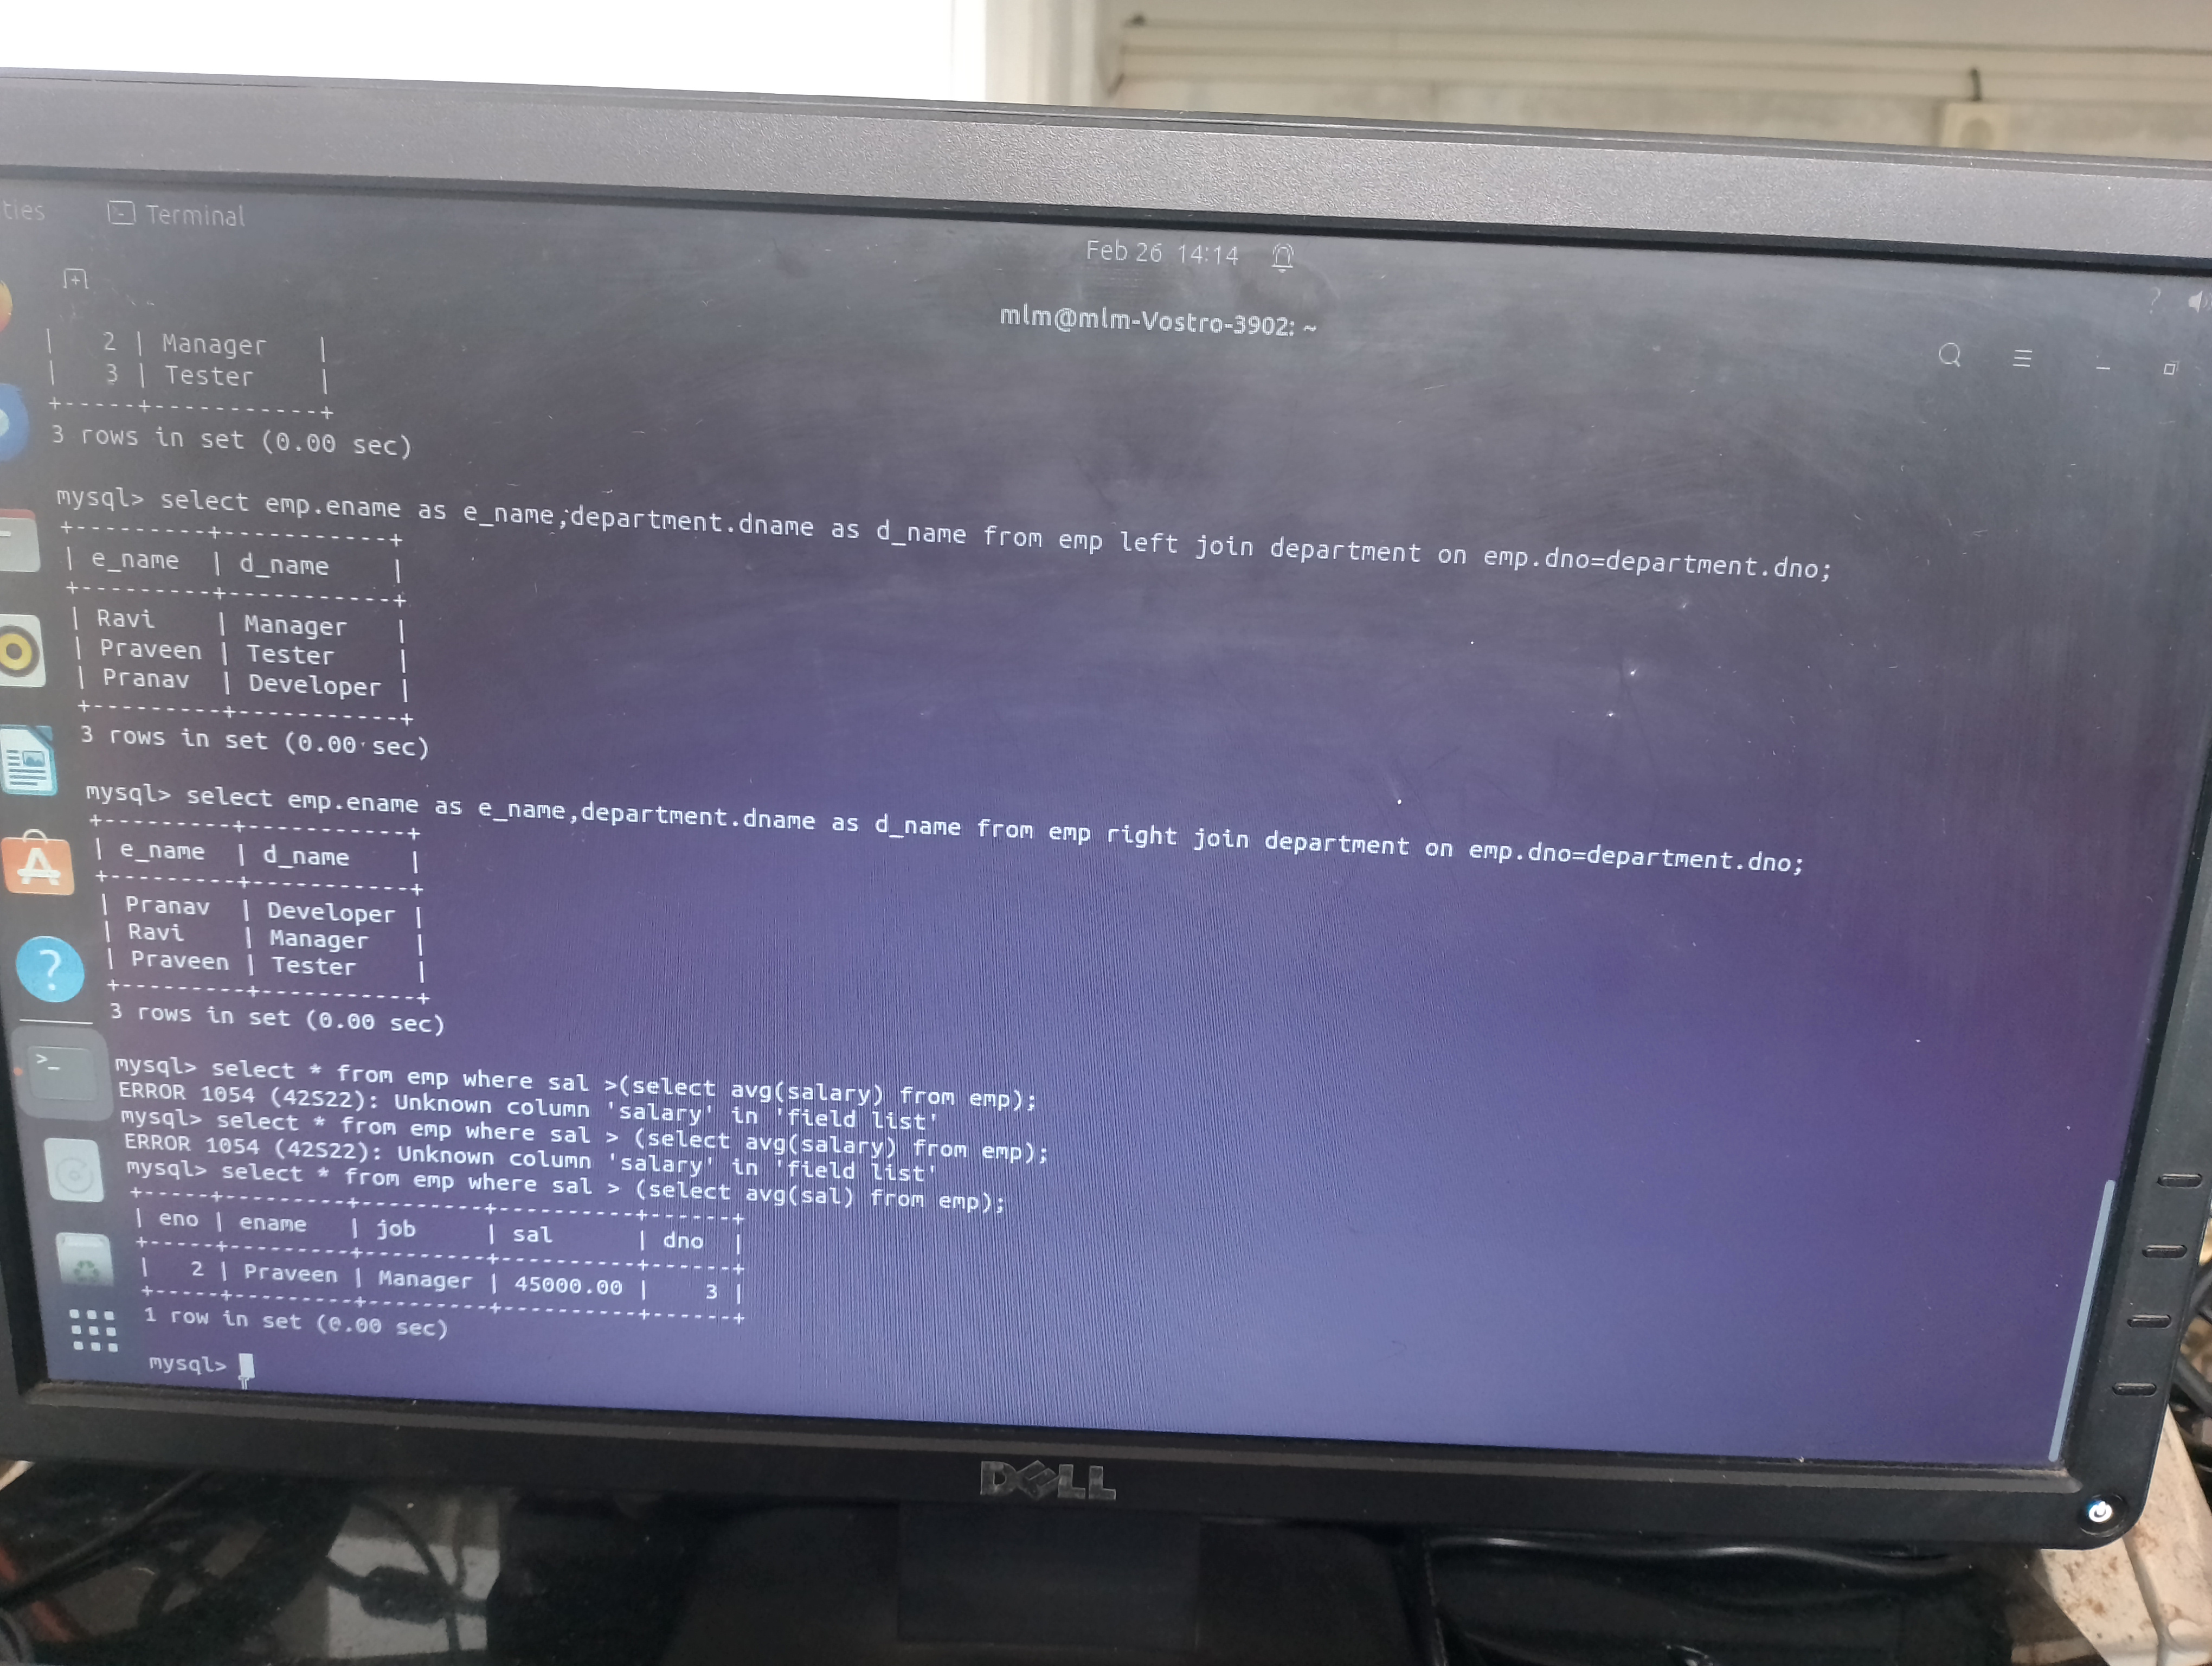 ties
Terminal
Feb 26 14:14
mlm@mlm-Vostro-3902: ~
| 2 | Manager |
| 3 | Tester |
+-----+-----------+
3 rows in set (0.00 sec)
mysql> select emp.ename as e_name,department.dname as d_name from emp left join department on emp.dno=department.dno;
+---------+-----------+
| e_name | d_name |
+---------+-----------+
| Ravi | Manager |
| Praveen | Tester |
| Pranav | Developer |
+---------+-----------+
3 rows in set (0.00 sec)
mysql> select emp.ename as e_name,department.dname as d_name from emp right join department on emp.dno=department.dno;
+---------+-----------+
| e_name | d_name |
+---------+-----------+
| Pranav | Developer |
| Ravi | Manager |
| Praveen | Tester |
+---------+-----------+
3 rows in set (0.00 sec)
mysql> select * from emp where sal >(select avg(salary) from emp);
ERROR 1054 (42S22): Unknown column 'salary' in 'field list'
mysql> select * from emp where sal > (select avg(salary) from emp);
ERROR 1054 (42S22): Unknown column 'salary' in 'field list'
mysql> select * from emp where sal > (select avg(sal) from emp);
+-----+---------+---------+----------+------+
| eno | ename | job | sal | dno |
+-----+---------+---------+----------+------+
| 2 | Praveen | Manager | 45000.00 | 3 |
+-----+---------+---------+----------+------+
1 row in set (0.00 sec)
mysql>
DELL